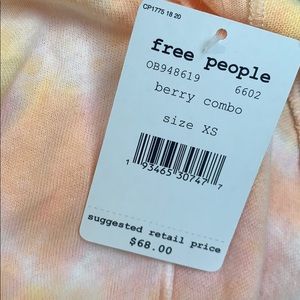 CP1775 18 20
free people
OB948619 6602
berry combo
size XS
1 93465 30747 7
suggested retail price
$68.00